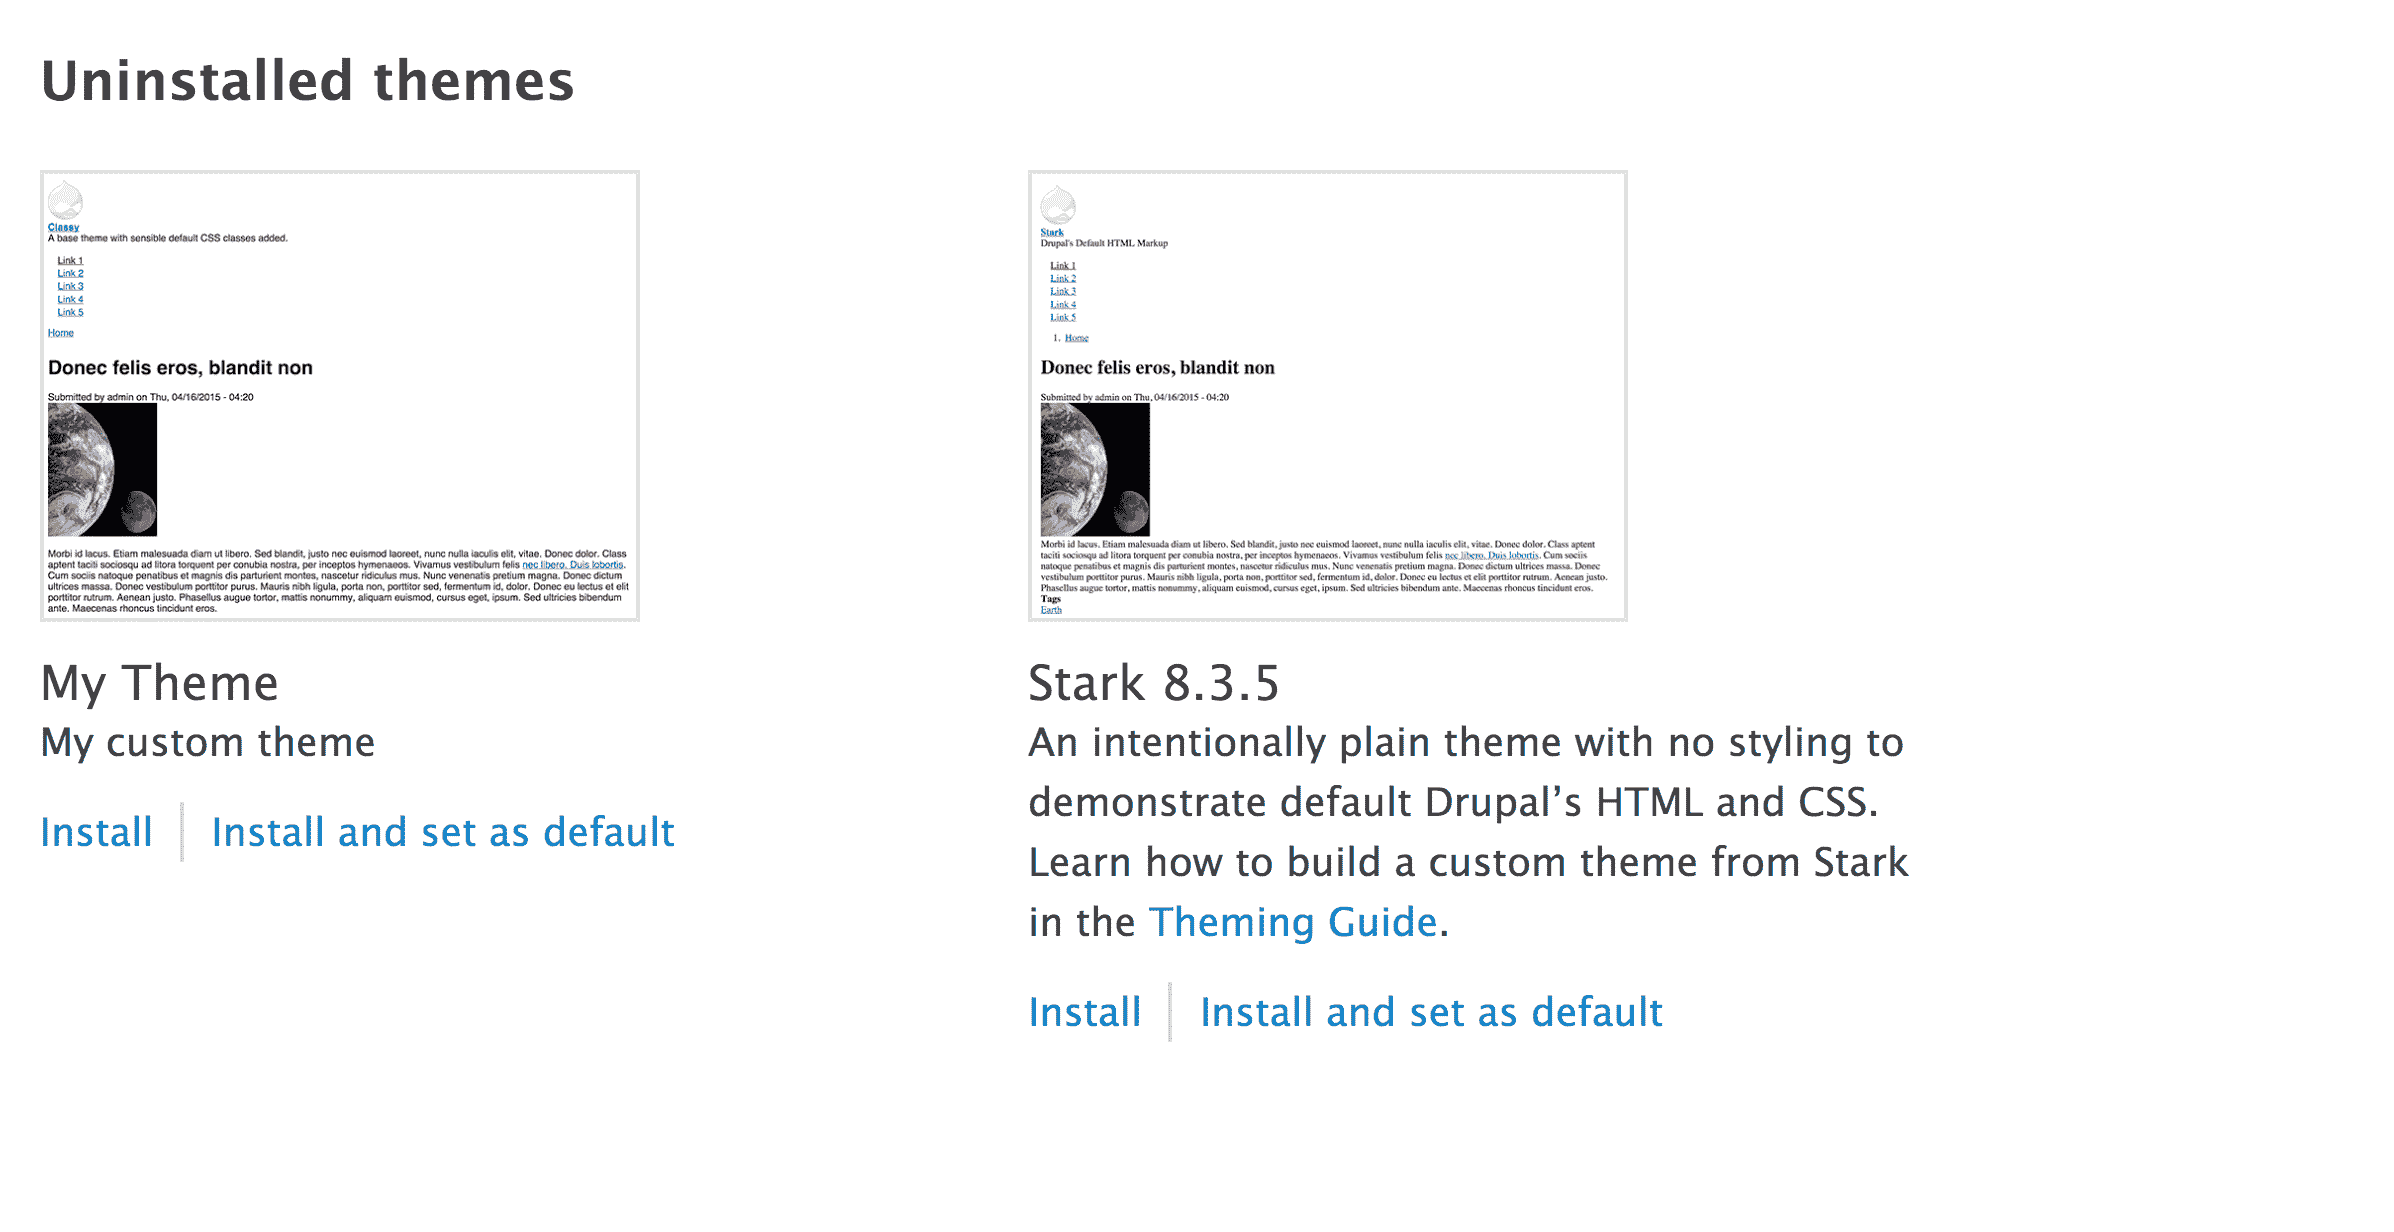 Uninstalled themes
Classy
A base theme with sensible default CSS classes added.
Link 1
Link 2
Link 3
Link 4
Link 5
Home
Donec felis eros, blandit non
Submitted by admin on Thu, 04/16/2015 - 04:20
Morbi id lacus. Etiam malesuada diam ut libero. Sed blandit, justo nec euismod laoreet, nunc nulla iaculis elit, vitae. Donec dolor. Class
aptent taciti sociosqu ad litora torquent per conubia nostra, per inceptos hymenaeos. Vivamus vestibulum felis nec libero. Duis lobortis.
Cum sociis natoque penatibus et magnis dis parturient montes, nascetur ridiculus mus. Nunc venenatis pretium magna. Donec dictum
ultrices massa. Donec vestibulum porttitor purus. Mauris nibh ligula, porta non, porttitor sed, fermentum id, dolor. Donec eu lectus et elit
porttitor rutrum. Aenean justo. Phasellus augue tortor, mattis nonummy, aliquam euismod, cursus eget, ipsum. Sed ultricies bibendum
ante. Maecenas rhoncus tincidunt eros.
My Theme
My custom theme
Install
Install and set as default
Stark
Drupal's Default HTML Markup
Link 1
Link 2
Link 3
Link 4
Link 5
1. Home
Donec felis eros, blandit non
Submitted by admin on Thu, 04/16/2015 - 04:20
Morbi id lacus. Etiam malesuada diam ut libero. Sed blandit, justo nec euismod laoreet, nunc nulla iaculis elit, vitae. Donec dolor. Class aptent
taciti sociosqu ad litora torquent per conubia nostra, per inceptos hymenaeos. Vivamus vestibulum felis nec libero. Duis lobortis. Cum sociis
natoque penatibus et magnis dis parturient montes, nascetur ridiculus mus. Nunc venenatis pretium magna. Donec dictum ultrices massa. Donec
vestibulum porttitor purus. Mauris nibh ligula, porta non, porttitor sed, fermentum id, dolor. Donec eu lectus et elit porttitor rutrum. Aenean justo.
Phasellus augue tortor, mattis nonummy, aliquam euismod, cursus eget, ipsum. Sed ultricies bibendum ante. Maecenas rhoncus tincidunt eros.
Tags
Earth
Stark 8.3.5
An intentionally plain theme with no styling to
demonstrate default Drupal’s HTML and CSS.
Learn how to build a custom theme from Stark
in the Theming Guide.
Install
Install and set as default